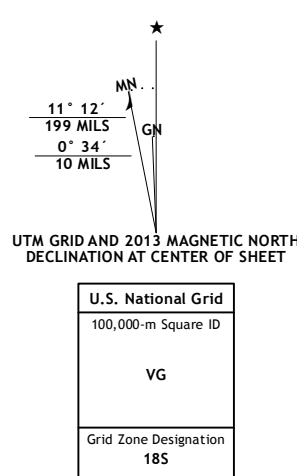 MN
11° 12´
199 MILS
GN
0° 34´
10 MILS
UTM GRID AND 2013 MAGNETIC NORTH
DECLINATION AT CENTER OF SHEET
U.S. National Grid
100,000-m Square ID
VG
Grid Zone Designation
18S